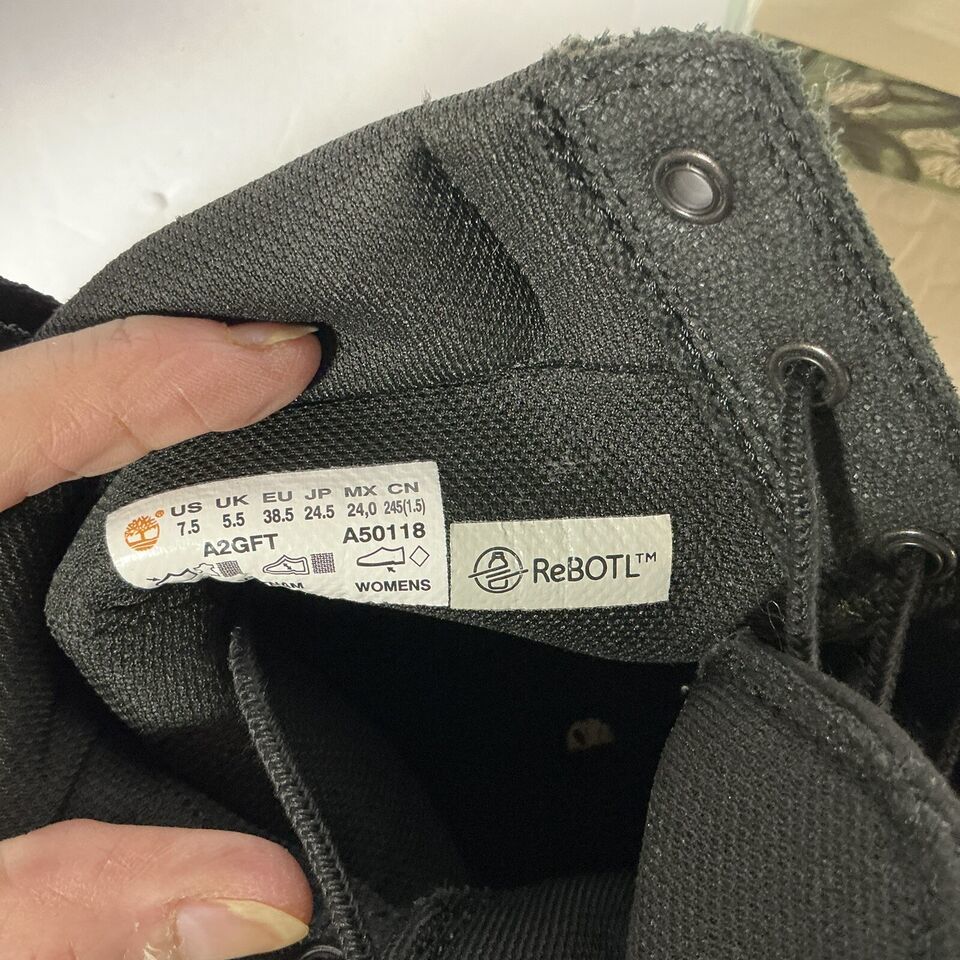 US UK EU JP MX CN
7.5 5.5 38.5 24.5 24,0 245(1.5)
A2GFT A50118
WOMENS
ReBOTL™